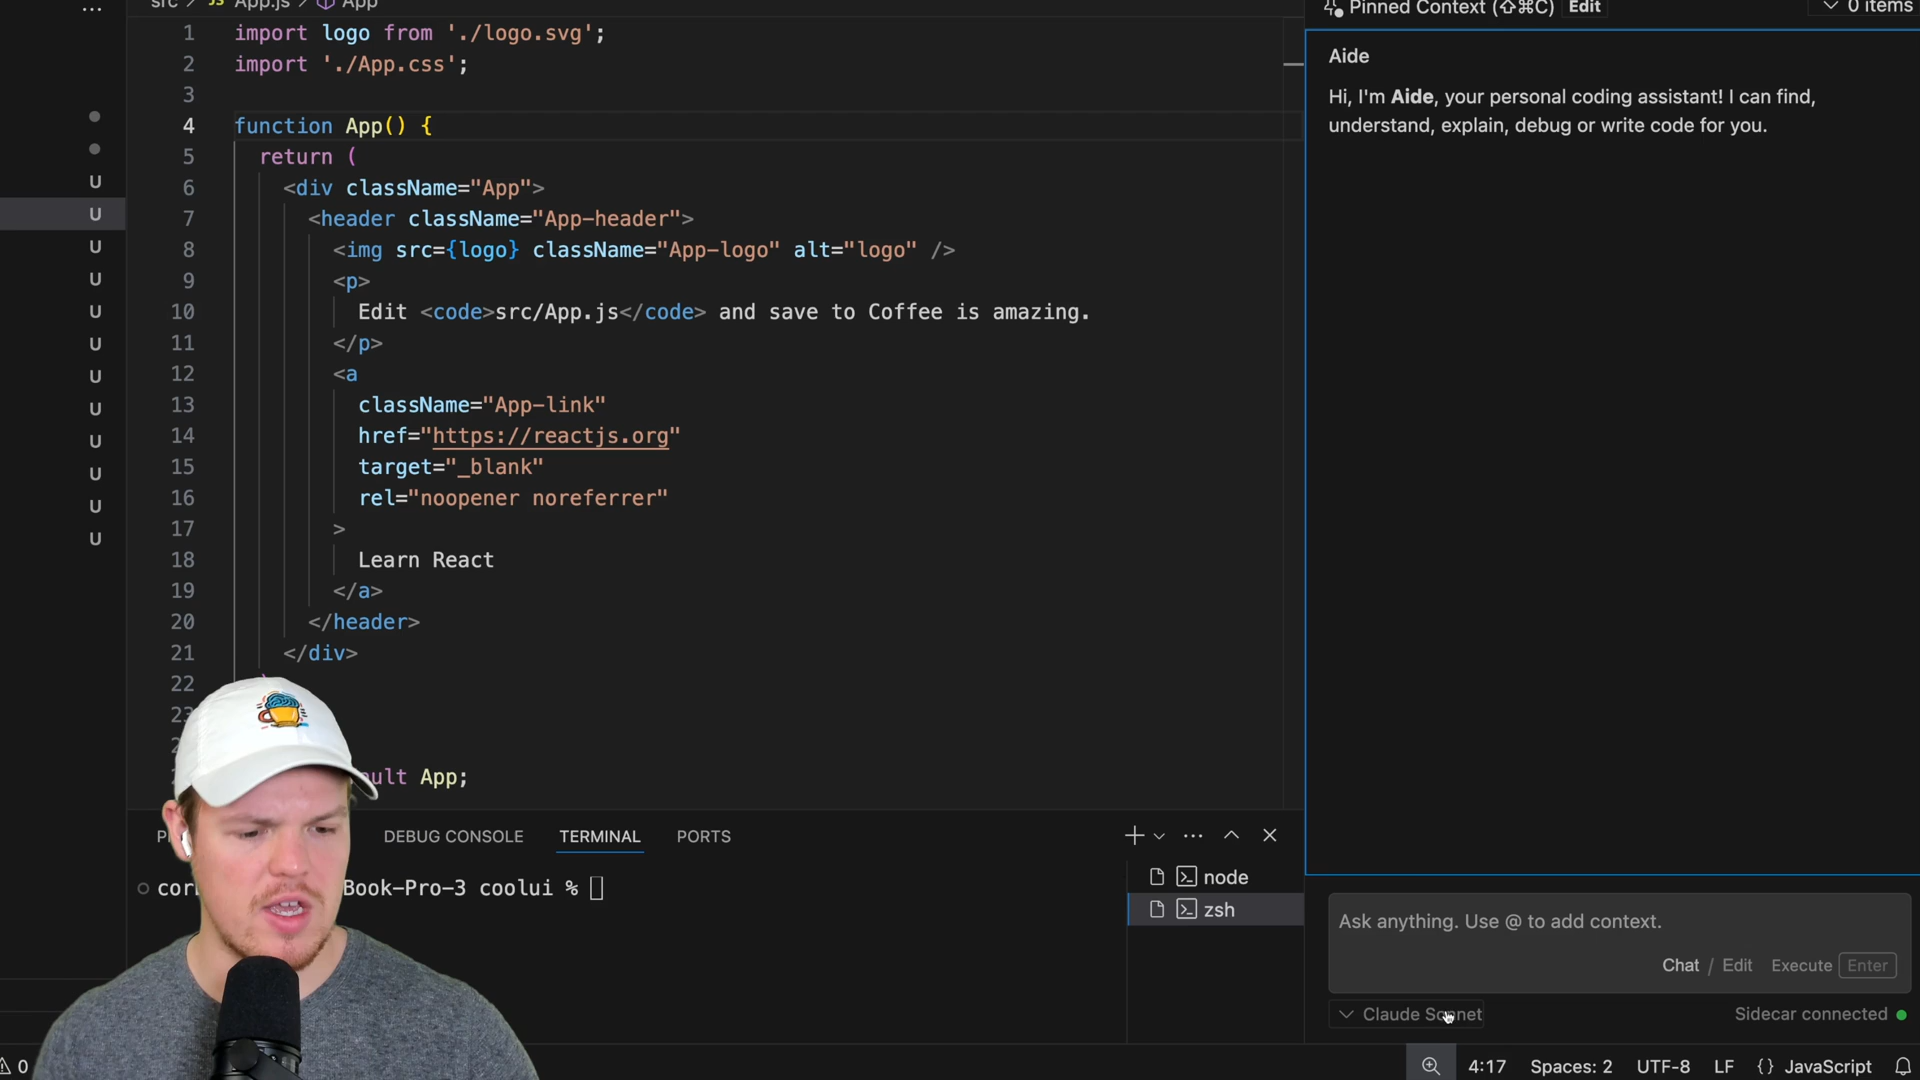 src
JS App.js
App
1 import logo from './logo.svg';
2 import './App.css';
3
4 function App() {
5 return (
6 <div className="App">
7 <header className="App-header">
8 <img src={logo} className="App-logo" alt="logo" />
9 <p>
10 Edit <code>src/App.js</code> and save to Coffee is amazing.
11 </p>
12 <a
13 className="App-link"
14 href="https://reactjs.org"
15 target="_blank"
16 rel="noopener noreferrer"
17 >
18 Learn React
19 </a>
20 </header>
21 </div>
22
App;
U
U
U
U
U
U
U
U
U
U
U
U
DEBUG CONSOLE
TERMINAL
PORTS
Book-Pro-3 coolui %
node
zsh
Pinned Context (⇧⌘C) Edit
0 items
Aide
Hi, I'm Aide, your personal coding assistant! I can find,
understand, explain, debug or write code for you.
Ask anything. Use @ to add context.
Chat / Edit Execute Enter
Claude Sonnet
Sidecar connected
0
4:17 Spaces: 2 UTF-8 LF {} JavaScript